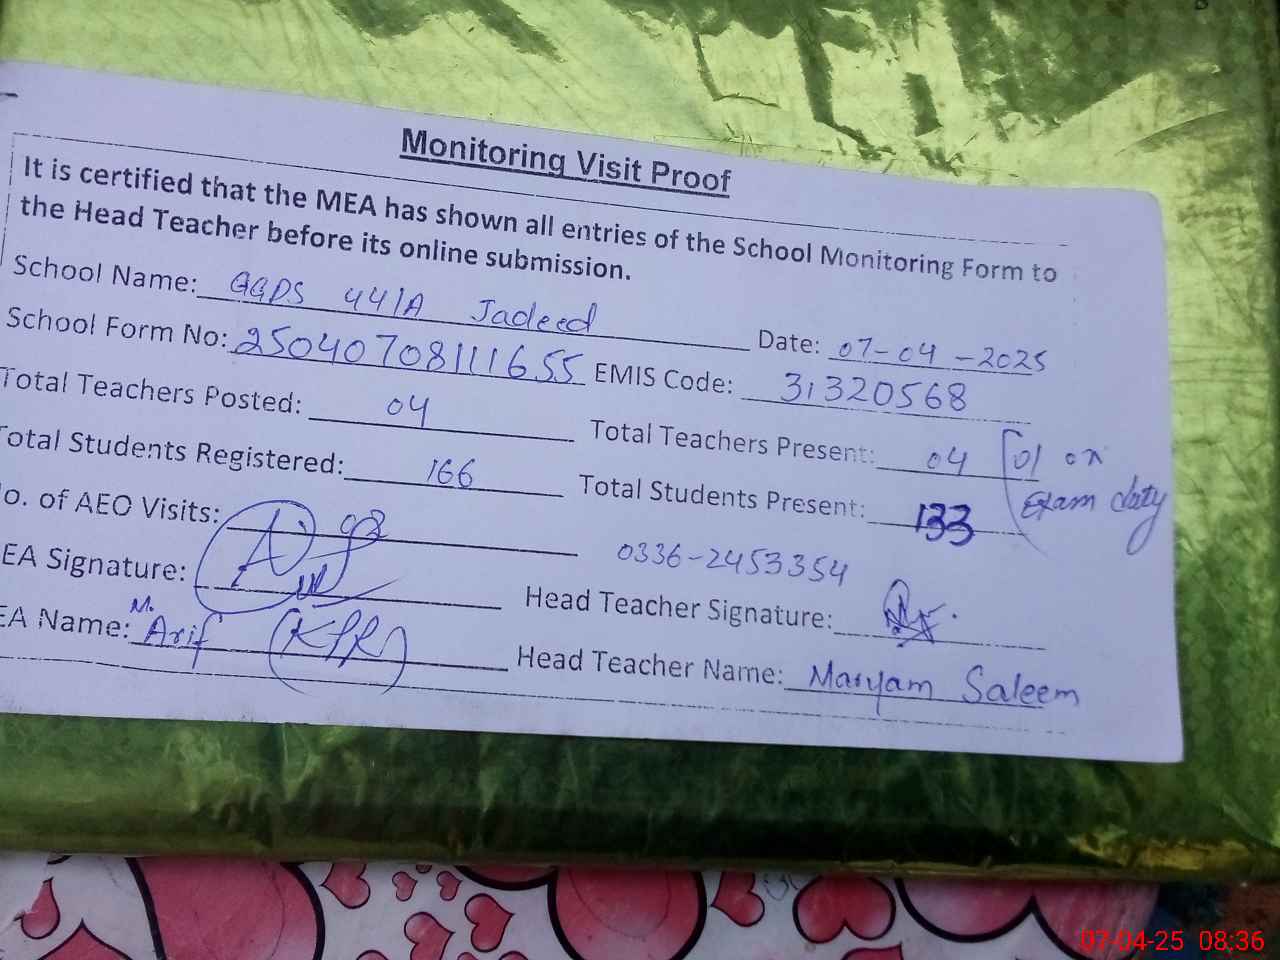 Monitoring Visit Proof
It is certified that the MEA has shown all entries of the School Monitoring Form to
the Head Teacher before its online submission.
School Name: GGPS 441A Jadeed
Date: 07-04-2025
School Form No: 25040708111655 EMIS Code: 31320568
Total Teachers Posted: 04 Total Teachers Present: 04 [01 on
Exam duty
Total Students Registered: 166 Total Students Present: 133
o. of AEO Visits:
0336-2453354
EA Signature: Head Teacher Signature:
EA Name: M. Arif (KPR) Head Teacher Name: Maryam Saleem
07-04-25 08:36